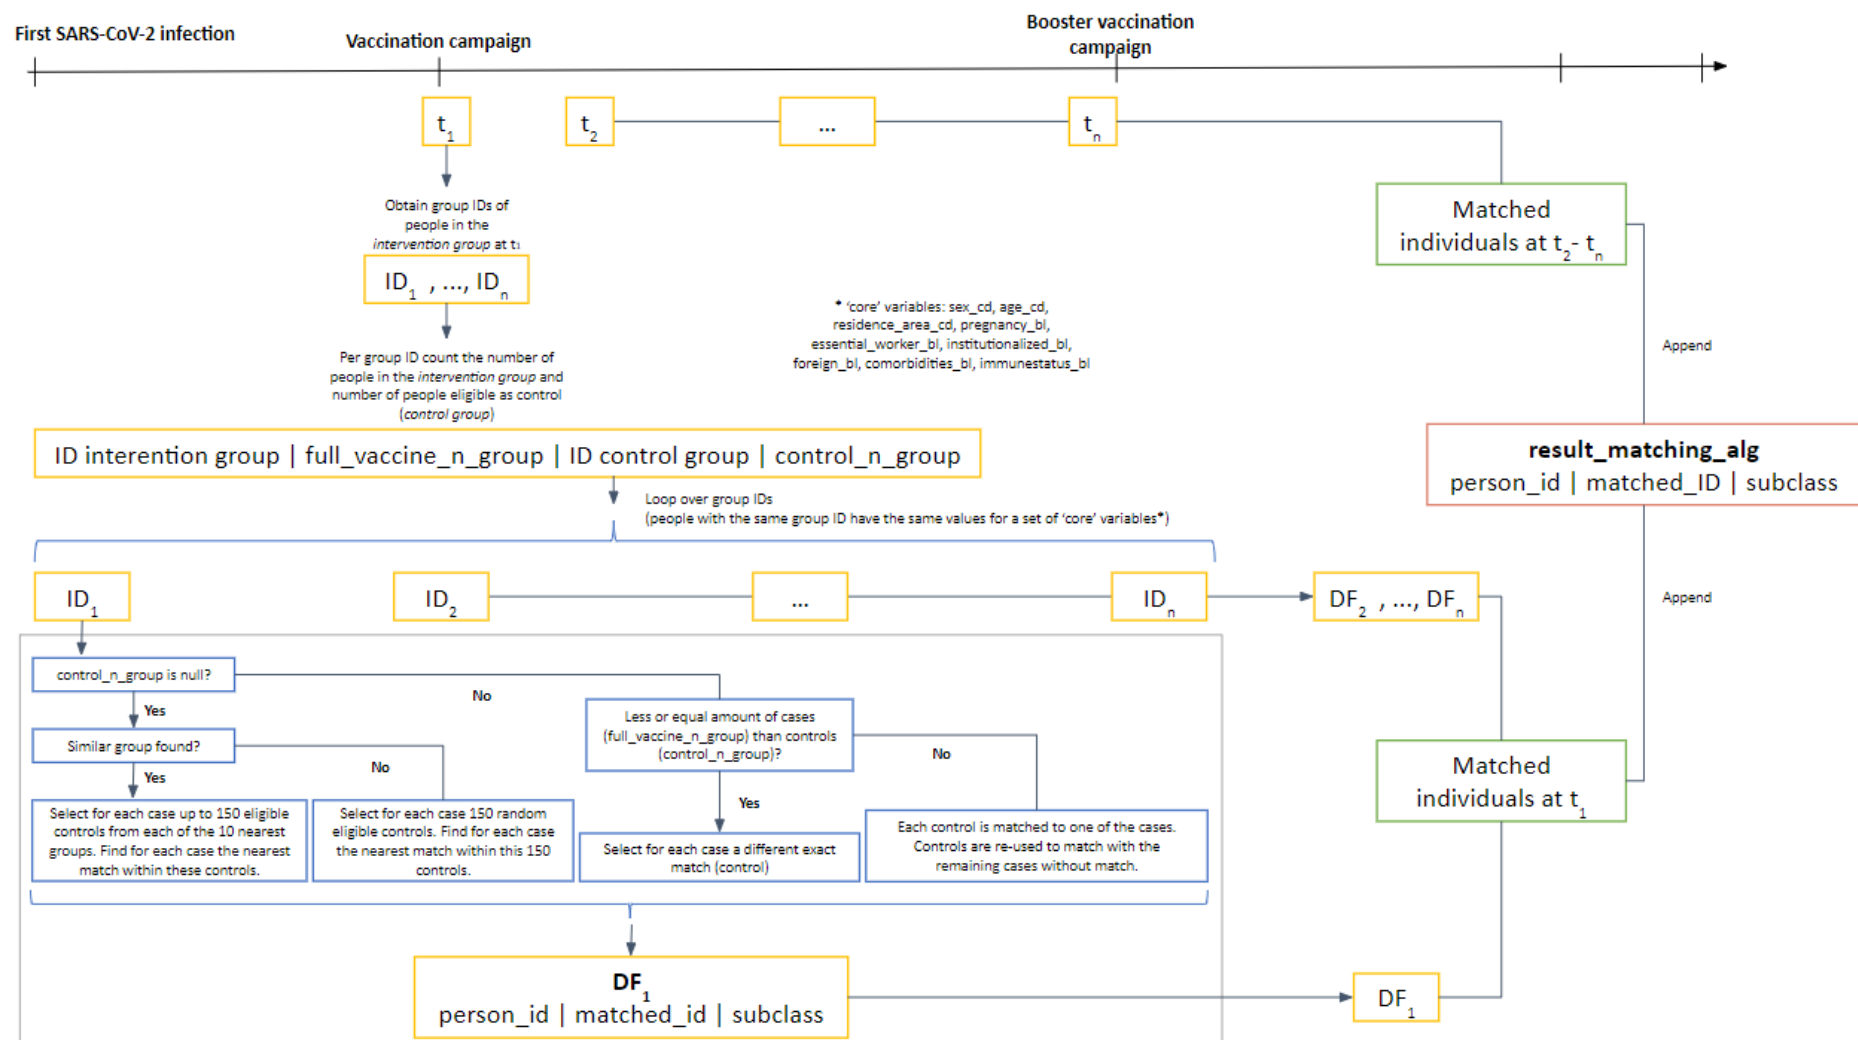 First SARS-CoV-2 infection
Vaccination campaign
Booster vaccination
campaign
t1
t2
...
tn
Obtain group IDs of
people in the
intervention group at t1
ID1 , ..., IDn
Matched
individuals at t2- tn
* ‘core’ variables: sex_cd, age_cd,
residence_area_cd, pregnancy_bl,
essential_worker_bl, institutionalized_bl,
foreign_bl, comorbidities_bl, immunestatus_bl
Per group ID count the number of
people in the intervention group and
number of people eligible as control
(control group)
Append
ID interention group | full_vaccine_n_group | ID control group | control_n_group
result_matching_alg
person_id | matched_ID | subclass
Loop over group IDs
(people with the same group ID have the same values for a set of ‘core’ variables*)
ID1
ID2
...
IDn
DF2 , ..., DFn
Append
control_n_group is null?
No
Yes
Similar group found?
No
Yes
Less or equal amount of cases
(full_vaccine_n_group) than controls
(control_n_group)?
No
Yes
Select for each case up to 150 eligible
controls from each of the 10 nearest
groups. Find for each case the nearest
match within these controls.
Select for each case 150 random
eligible controls. Find for each case
the nearest match within this 150
controls.
Select for each case a different exact
match (control)
Each control is matched to one of the cases.
Controls are re-used to match with the
remaining cases without match.
Matched
individuals at t1
DF1
person_id | matched_id | subclass
DF1